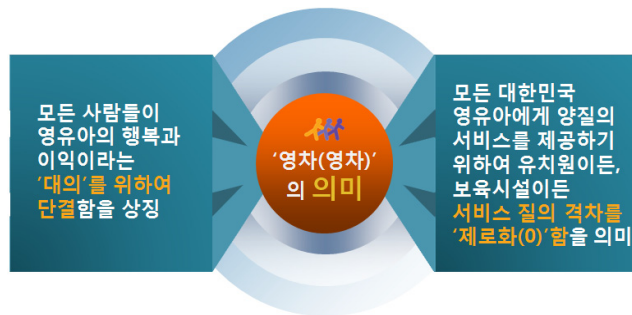 모든 사람들이
영유아의 행복과
이익이라는
'대의'를 위하여
단결함을 상징
'영차(영차)'
의 의미
모든 대한민국
영유아에게 양질의
서비스를 제공하기
위하여 유치원이든,
보육시설이든
서비스 질의 격차를
'제로화(0)'함을 의미